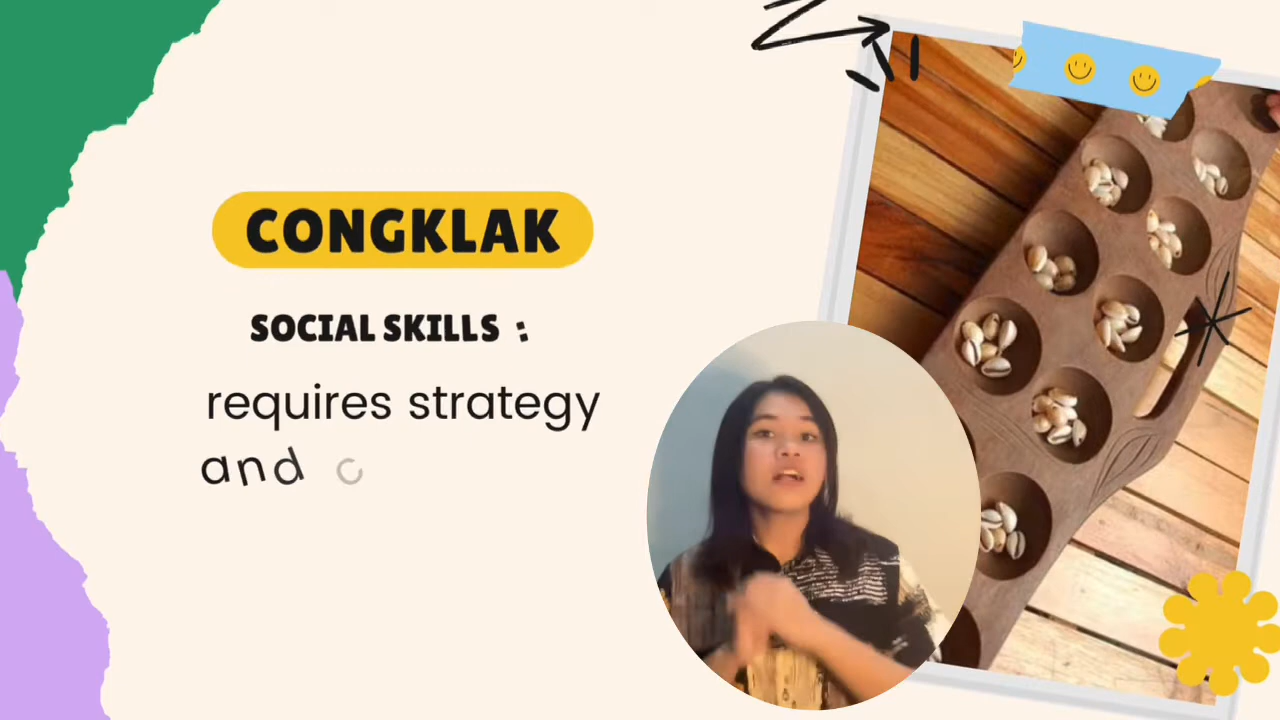 CONGKLAK
SOCIAL SKILLS :
requires strategy
and c